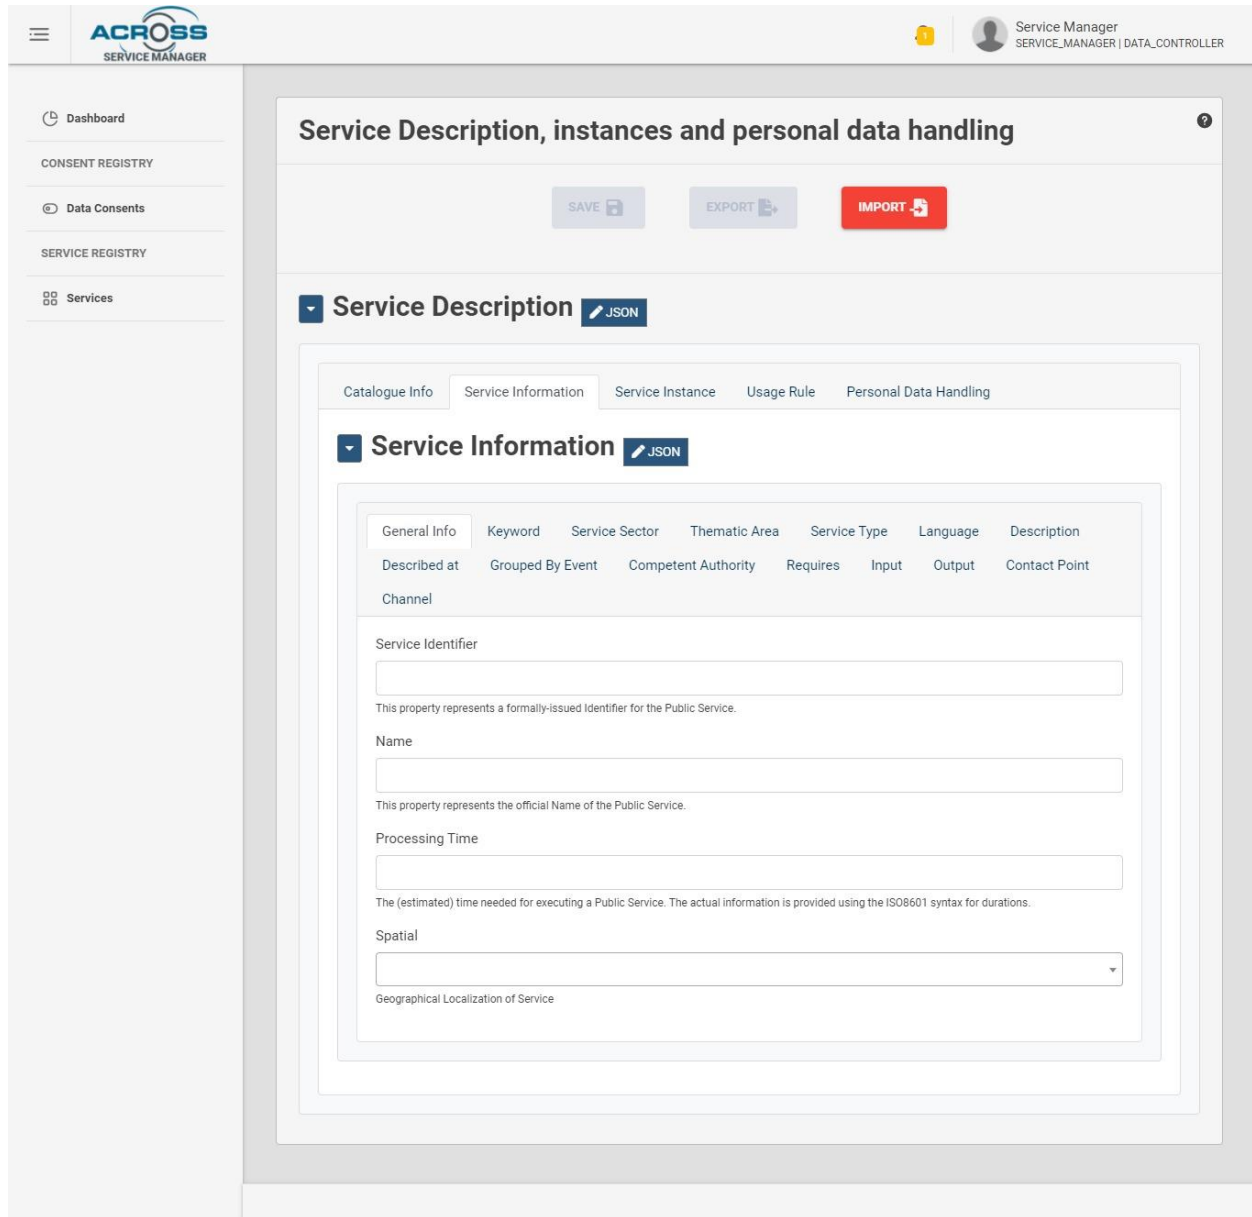 ACROSS
SERVICE MANAGER
1
Service Manager
SERVICE_MANAGER | DATA_CONTROLLER
Dashboard
CONSENT REGISTRY
Data Consents
SERVICE REGISTRY
Services
Service Description, instances and personal data handling
?
SAVE EXPORT IMPORT
Service Description JSON
Catalogue Info Service Information Service Instance Usage Rule Personal Data Handling
Service Information JSON
General Info Keyword Service Sector Thematic Area Service Type Language Description
Described at Grouped By Event Competent Authority Requires Input Output Contact Point
Channel
Service Identifier
This property represents a formally-issued Identifier for the Public Service.
Name
This property represents the official Name of the Public Service.
Processing Time
The (estimated) time needed for executing a Public Service. The actual information is provided using the ISO8601 syntax for durations.
Spatial
Geographical Localization of Service